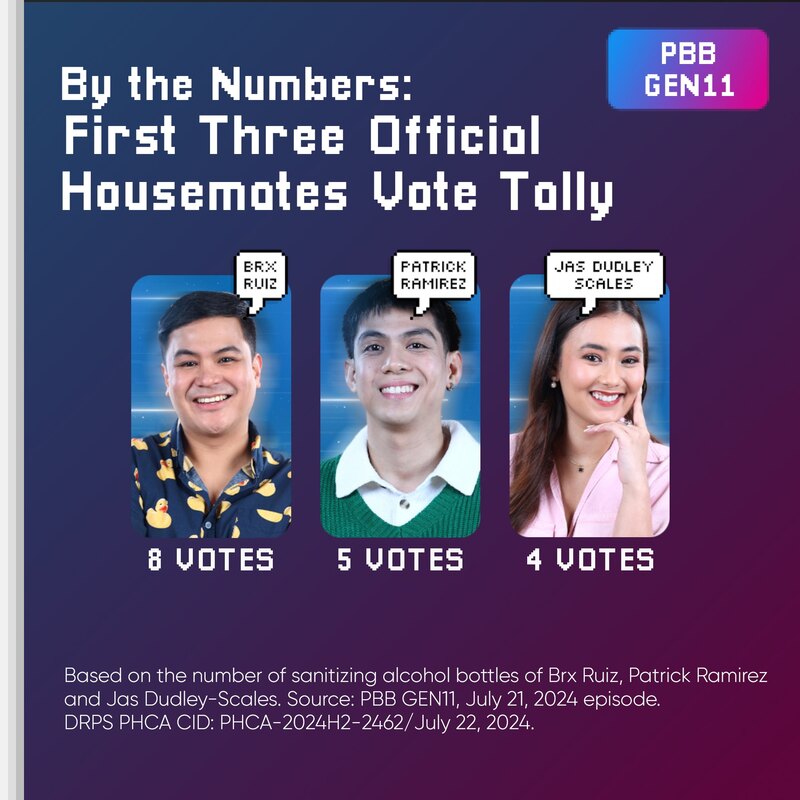 PBB
GEN11
By the Numbers:
First Three Official
Housemates Vote Tally
BRX
RUIZ
PATRICK
RAMIREZ
JAS DUDLEY
SCALES
8 VOTES
5 VOTES
4 VOTES
Based on the number of sanitizing alcohol bottles of Brx Ruiz, Patrick Ramirez
and Jas Dudley-Scales. Source: PBB GEN11, July 21, 2024 episode.
DRPS PHCA CID: PHCA-2024H2-2462/July 22, 2024.